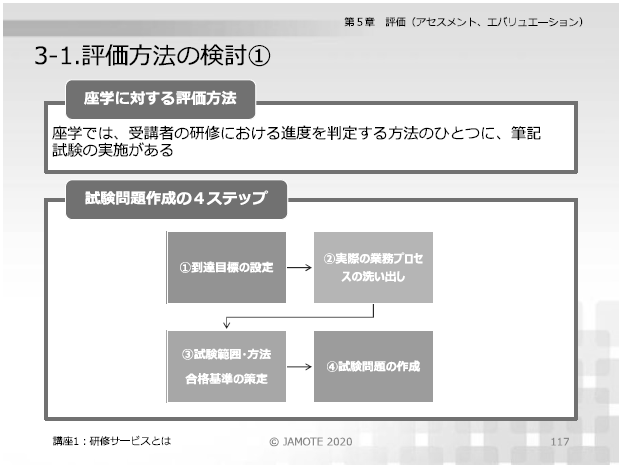 第５章　評価（アセスメント、エバリュエーション）
3-1.評価方法の検討①
座学に対する評価方法
座学では、受講者の研修における進度を判定する方法のひとつに、筆記
試験の実施がある
試験問題作成の４ステップ
①到達目標の設定
②実際の業務プロセ
スの洗い出し
③試験範囲・方法
合格基準の策定
④試験問題の作成
講座1：研修サービスとは
© JAMOTE 2020
117